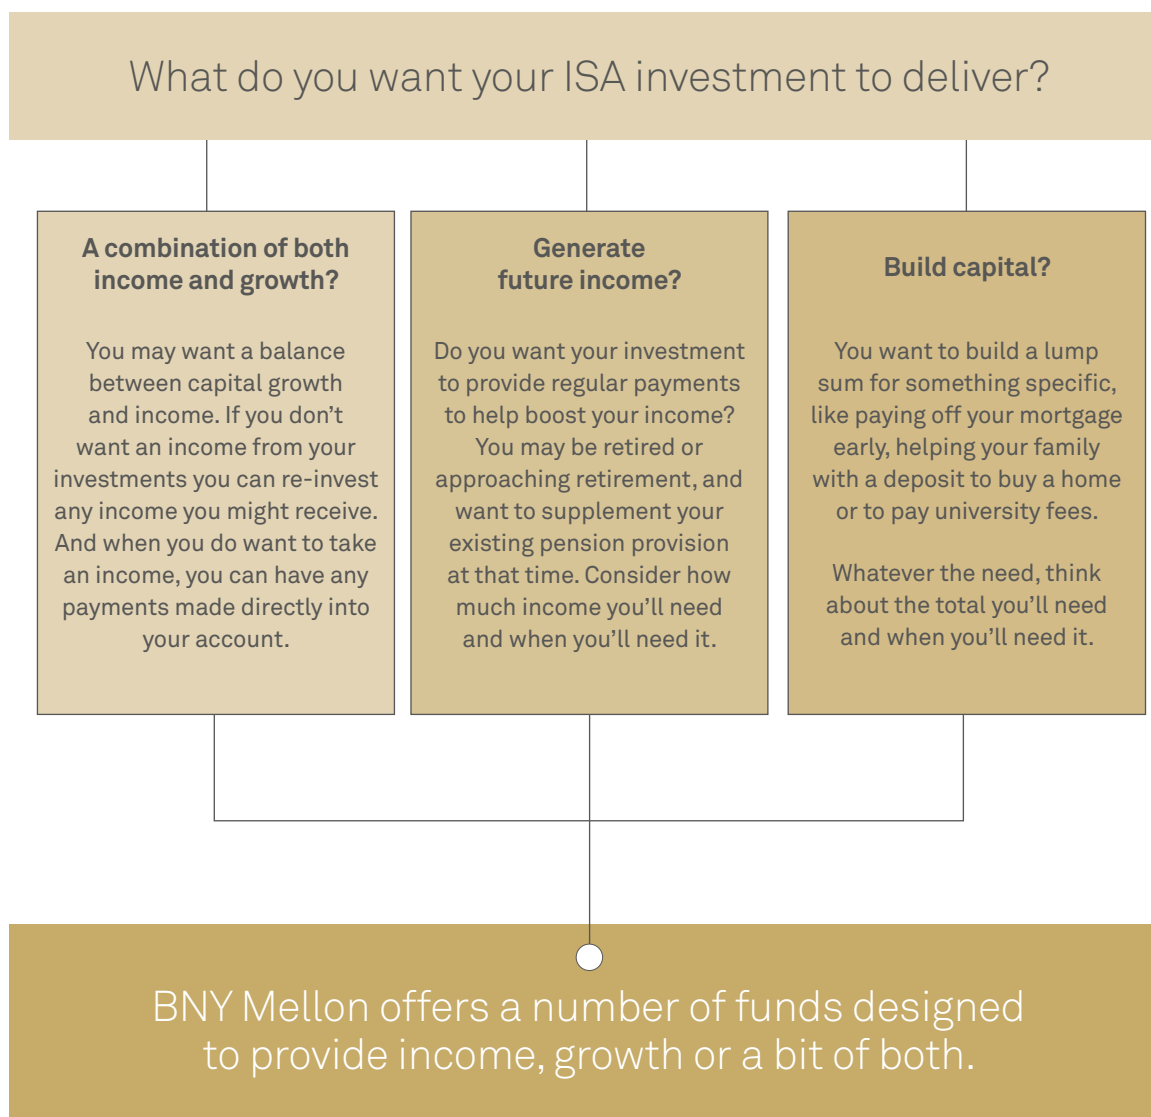 What do you want your ISA investment to deliver?
A combination of both
income and growth?
You may want a balance
between capital growth
and income. If you don’t
want an income from your
investments you can re-invest
any income you might receive.
And when you do want to take
an income, you can have any
payments made directly into
your account.
Generate
future income?
Do you want your investment
to provide regular payments
to help boost your income?
You may be retired or
approaching retirement, and
want to supplement your
existing pension provision
at that time. Consider how
much income you’ll need
and when you’ll need it.
Build capital?
You want to build a lump
sum for something specific,
like paying off your mortgage
early, helping your family
with a deposit to buy a home
or to pay university fees.
Whatever the need, think
about the total you’ll need
and when you’ll need it.
BNY Mellon offers a number of funds designed
to provide income, growth or a bit of both.